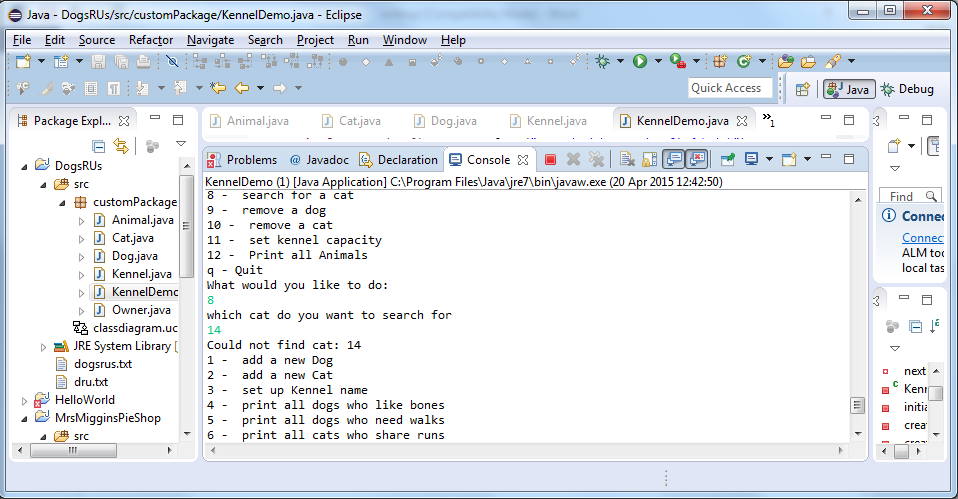 Java - DogsRUs/src/customPackage/KennelDemo.java - Eclipse
File Edit Source Refactor Navigate Search Project Run Window Help
Quick Access
Java
Debug
Package Expl...
Animal.java
Cat.java
Dog.java
Kennel.java
KennelDemo.java
»1
DogsRUs
src
customPackage
Animal.java
Cat.java
Dog.java
Kennel.java
KennelDemo
Owner.java
classdiagram.uc
JRE System Library [
dogsrus.txt
dru.txt
HelloWorld
MrsMigginsPieShop
src
Problems
@ Javadoc
Declaration
Console
KennelDemo (1) [Java Application] C:\Program Files\Java\jre7\bin\javaw.exe (20 Apr 2015 12:42:50)
8 - search for a cat
9 - remove a dog
10 - remove a cat
11 - set kennel capacity
12 - Print all Animals
q - Quit
What would you like to do:
8
which cat do you want to search for
14
Could not find cat: 14
1 - add a new Dog
2 - add a new Cat
3 - set up Kennel name
4 - print all dogs who like bones
5 - print all dogs who need walks
6 - print all cats who share runs
Find
Connec
Connect
ALM too
local tas
next
Kenn
initia
creat